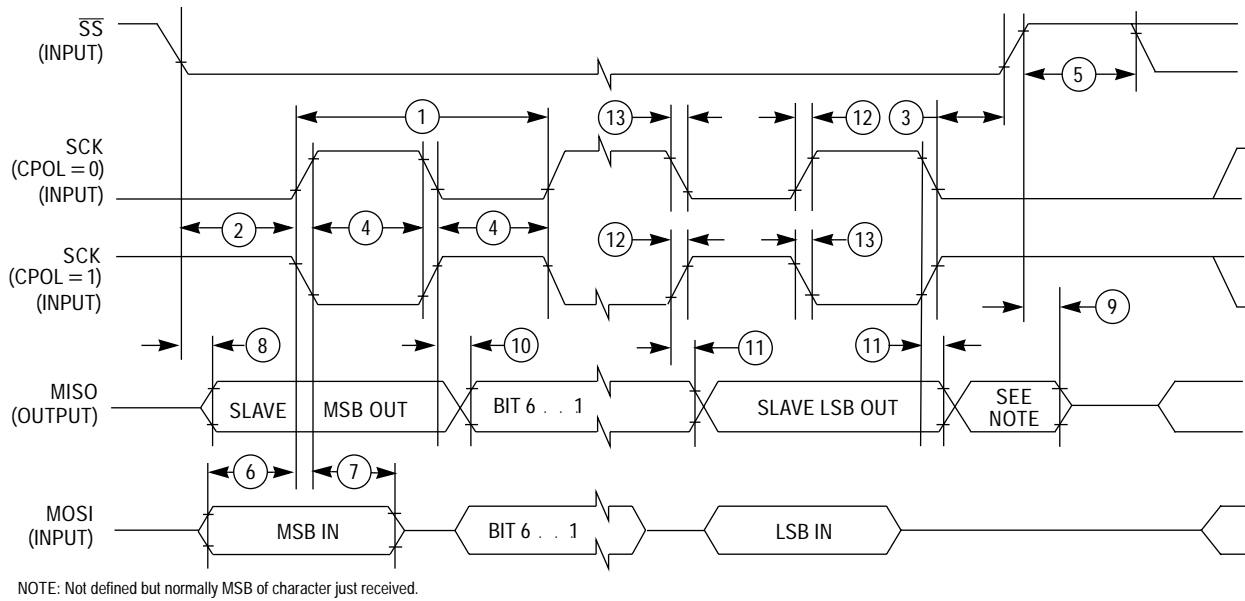 SS
(INPUT)
5
1
13
12
3
SCK
(CPOL = 0)
(INPUT)
2
4
4
12
13
SCK
(CPOL = 1)
(INPUT)
9
8
10
11
11
MISO
(OUTPUT)
SLAVE
MSB OUT
BIT 6 . . . 1
SLAVE LSB OUT
SEE
NOTE
6
7
MOSI
(INPUT)
MSB IN
BIT 6 . . . 1
LSB IN
NOTE: Not defined but normally MSB of character just received.